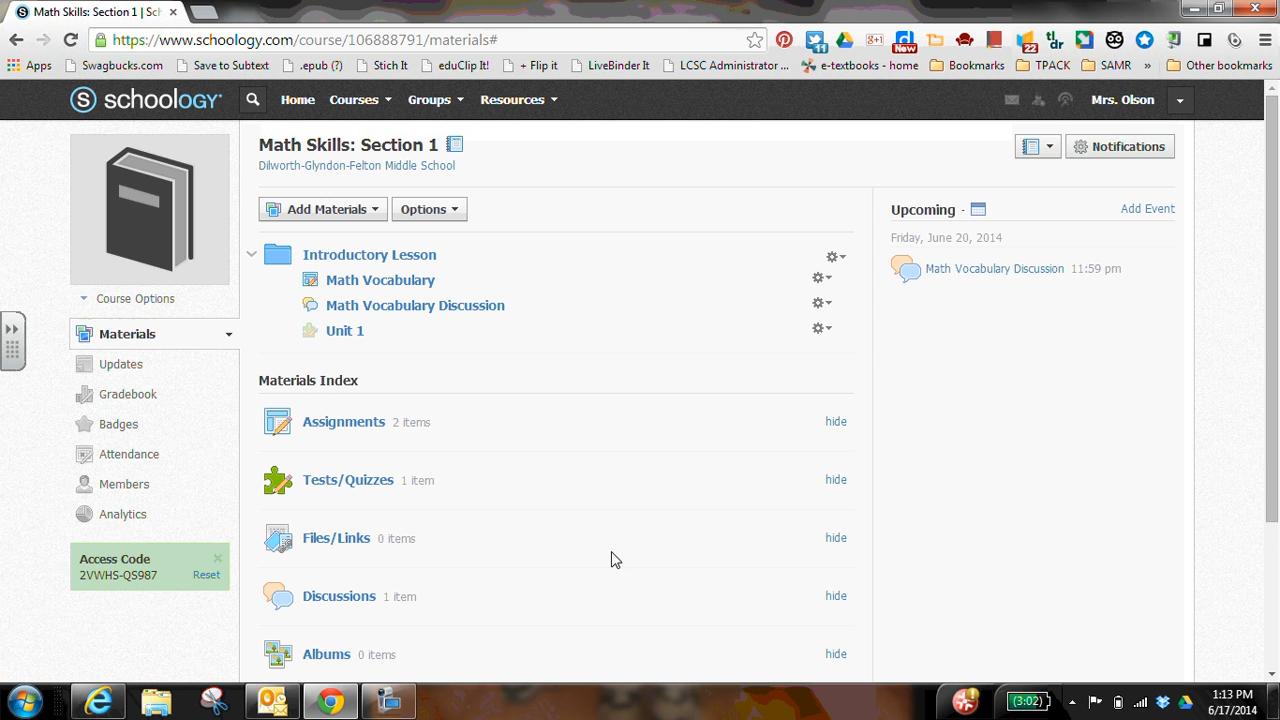 Math Skills: Section 1 | Sch
https://www.schoology.com/course/106888791/materials#
11
New
22
tl;dr
Apps
Swagbucks.com
Save to Subtext
.epub (?)
Stich It
eduClip It!
+ Flip it
LiveBinder It
LCSC Administrator ...
e-textbooks - home
Bookmarks
TPACK
SAMR
»
Other bookmarks
S schoology
Home
Courses
Groups
Resources
Mrs. Olson
Math Skills: Section 1
Dilworth-Glyndon-Felton Middle School
Notifications
Add Materials
Options
Upcoming ·
Add Event
Friday, June 20, 2014
Math Vocabulary Discussion 11:59 pm
Introductory Lesson
Math Vocabulary
Math Vocabulary Discussion
Unit 1
Course Options
Materials
Updates
Gradebook
Badges
Attendance
Members
Analytics
Access Code
2VWHS-QS987 Reset
Materials Index
Assignments 2 items hide
Tests/Quizzes 1 item hide
Files/Links 0 items hide
Discussions 1 item hide
Albums 0 items hide
(3:02)
1:13 PM
6/17/2014